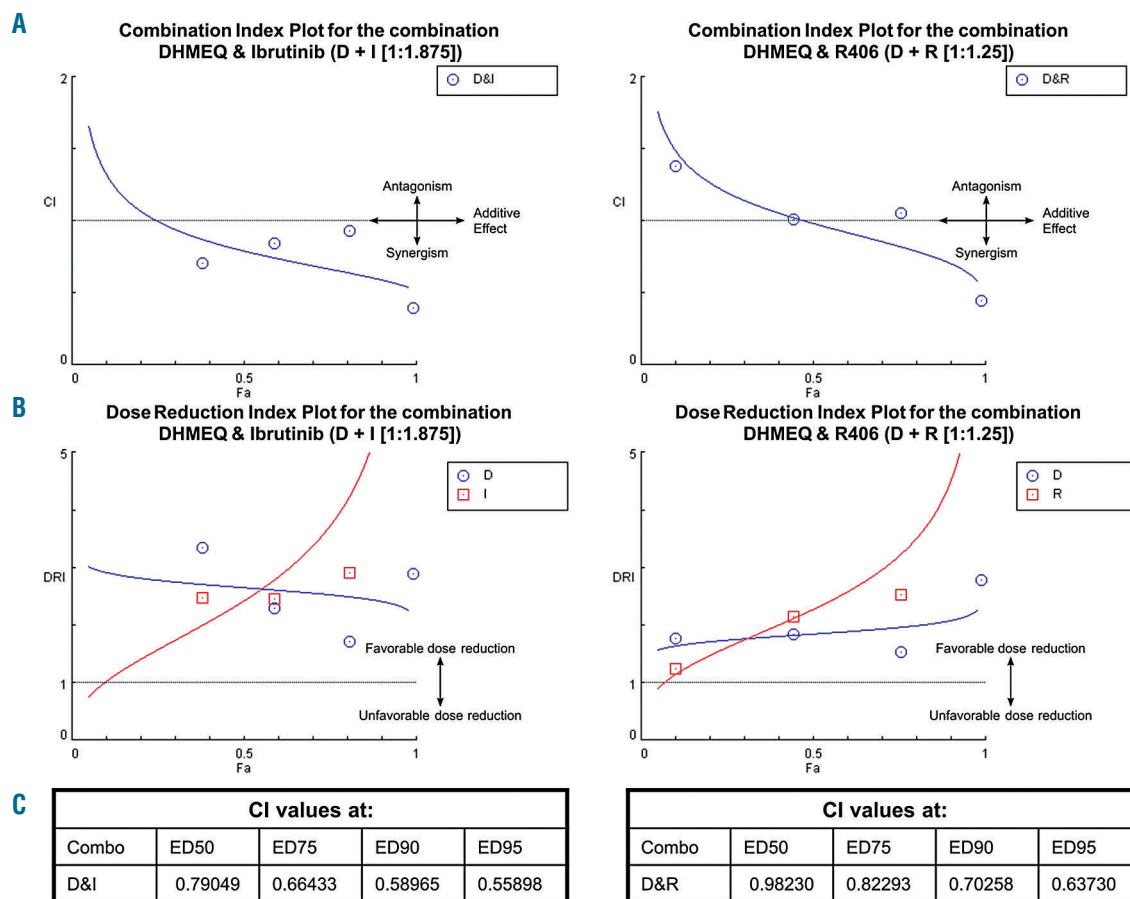 A
Combination Index Plot for the combination
DHMEQ & Ibrutinib (D + I [1:1.875])
2
D&I
CI
Antagonism
Additive
Effect
Synergism
0
0
0.5
1
Fa
Combination Index Plot for the combination
DHMEQ & R406 (D + R [1:1.25])
2
D&R
CI
Antagonism
Additive
Effect
Synergism
0
0
0.5
1
Fa
B
Dose Reduction Index Plot for the combination
DHMEQ & Ibrutinib (D + I [1:1.875])
5
D
I
DRI
Favorable dose reduction
1
Unfavorable dose reduction
0
0
0.5
1
Fa
Dose Reduction Index Plot for the combination
DHMEQ & R406 (D + R [1:1.25])
5
D
R
DRI
Favorable dose reduction
1
Unfavorable dose reduction
0
0
0.5
1
Fa
C
CI values at:
Combo ED50 ED75 ED90 ED95
D&I 0.79049 0.66433 0.58965 0.55898
CI values at:
Combo ED50 ED75 ED90 ED95
D&R 0.98230 0.82293 0.70258 0.63730